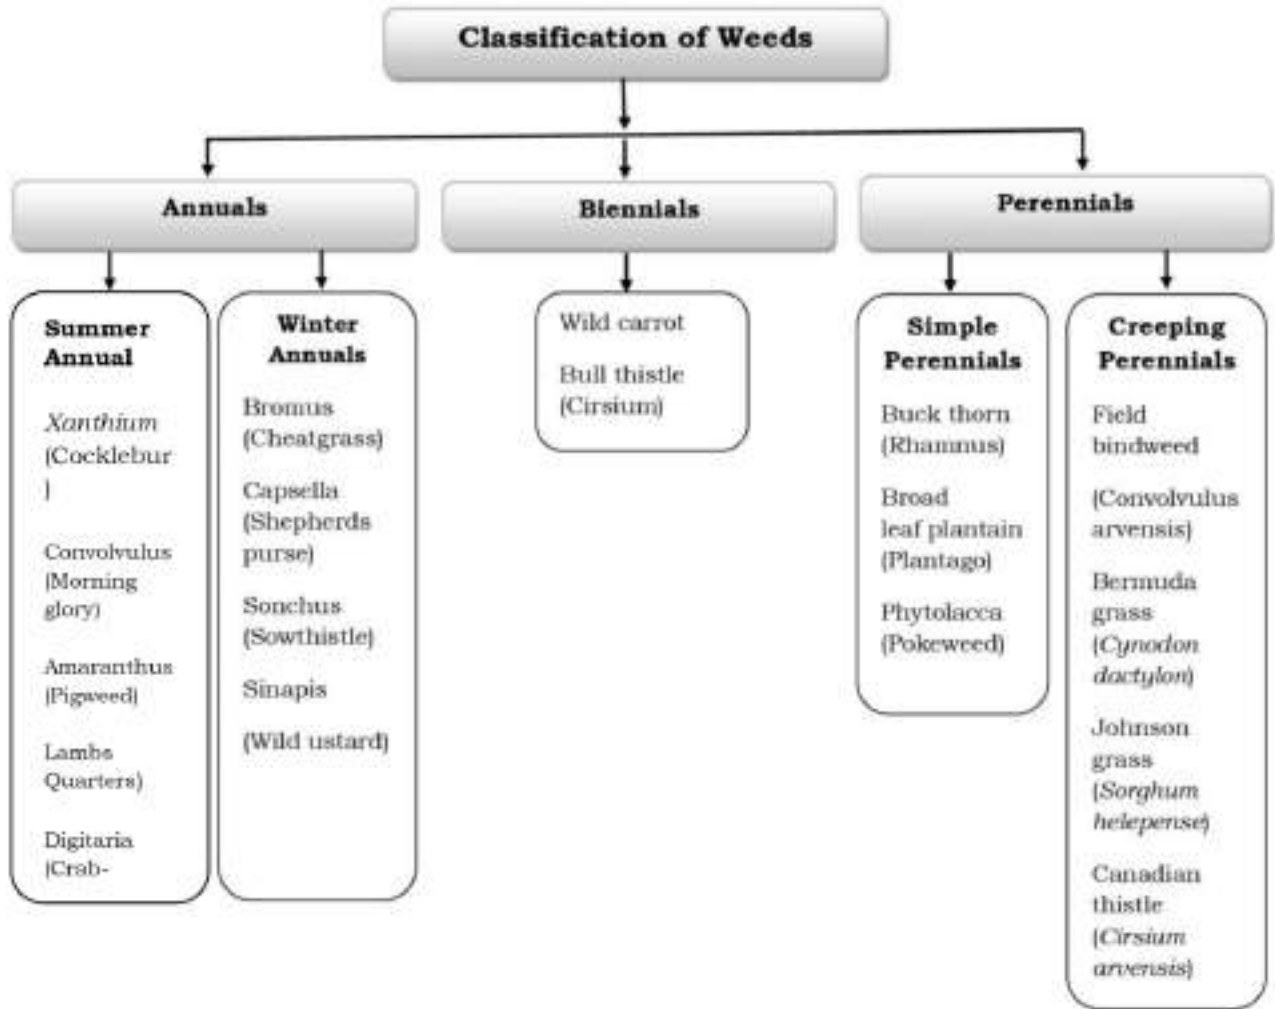 Classification of Weeds
Annuals
Biennials
Perennials
Summer
Annual
Xanthium
(Cocklebur
)
Convolvulus
(Morning
glory)
Amaranthus
(Pigweed)
Lambs
Quarters)
Digitaria
(Crab-
Winter
Annuals
Bromus
(Cheatgrass)
Capsella
(Shepherds
purse)
Sonchus
(Sowthistle)
Sinapis
(Wild ustard)
Wild carrot
Bull thistle
(Cirsium)
Simple
Perennials
Buck thorn
(Rhamnus)
Broad
leaf plantain
(Plantago)
Phytolacca
(Pokeweed)
Creeping
Perennials
Field
bindweed
(Convolvulus
arvensis)
Bermuda
grass
(Cynodon
dactylon)
Johnson
grass
(Sorghum
helepense)
Canadian
thistle
(Cirsium
arvensis)